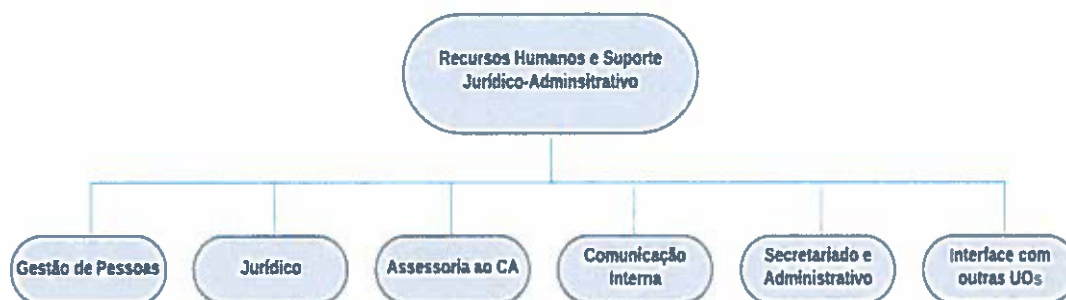 Recursos Humanos e Suporte
Jurídico-Adminsitrativo
Gestão de Pessoas
Jurídico
Assessoria ao CA
Comunicação
Interna
Secretariado e
Administrativo
Interface com
outras UOs